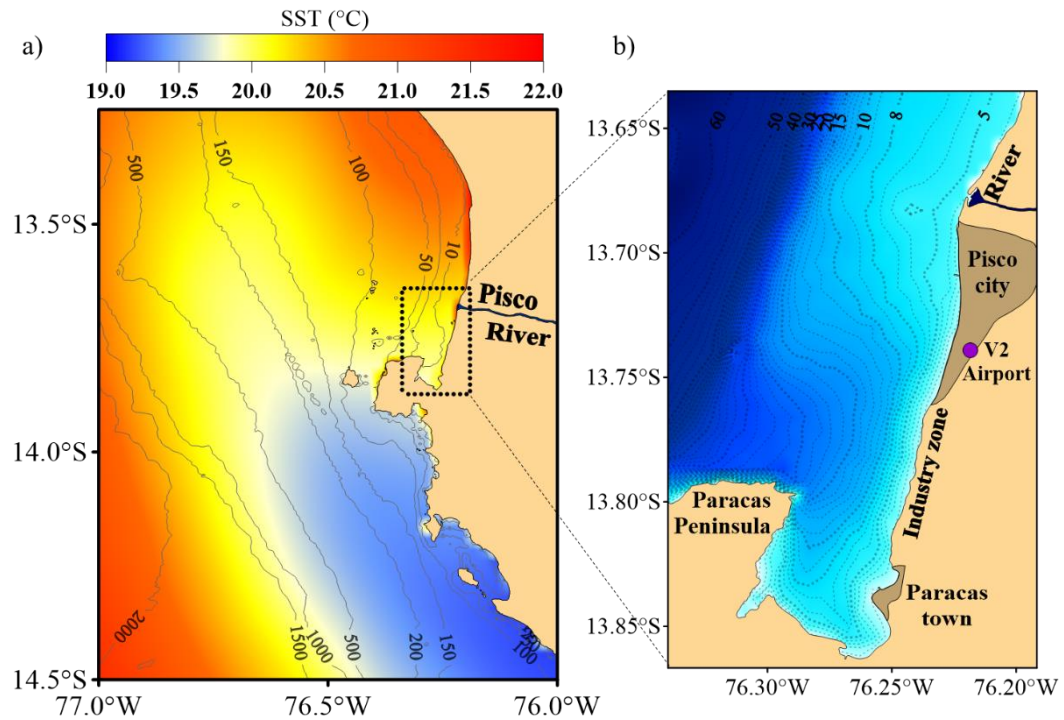 SST (°C)
a)
19.0 19.5 20.0 20.5 21.0 21.5 22.0
13.5°S
14.0°S
14.5°S
77.0°W 76.5°W 76.0°W
500
150
100
50
10
Pisco
River
2000
1500
1000
500
200
150
100
b)
13.65°S
13.70°S
13.75°S
13.80°S
13.85°S
76.30°W 76.25°W 76.20°W
60 50 40 30 20 15 10 8 5
River
Pisco
city
V2
Airport
Industry zone
Paracas
Peninsula
Paracas
town